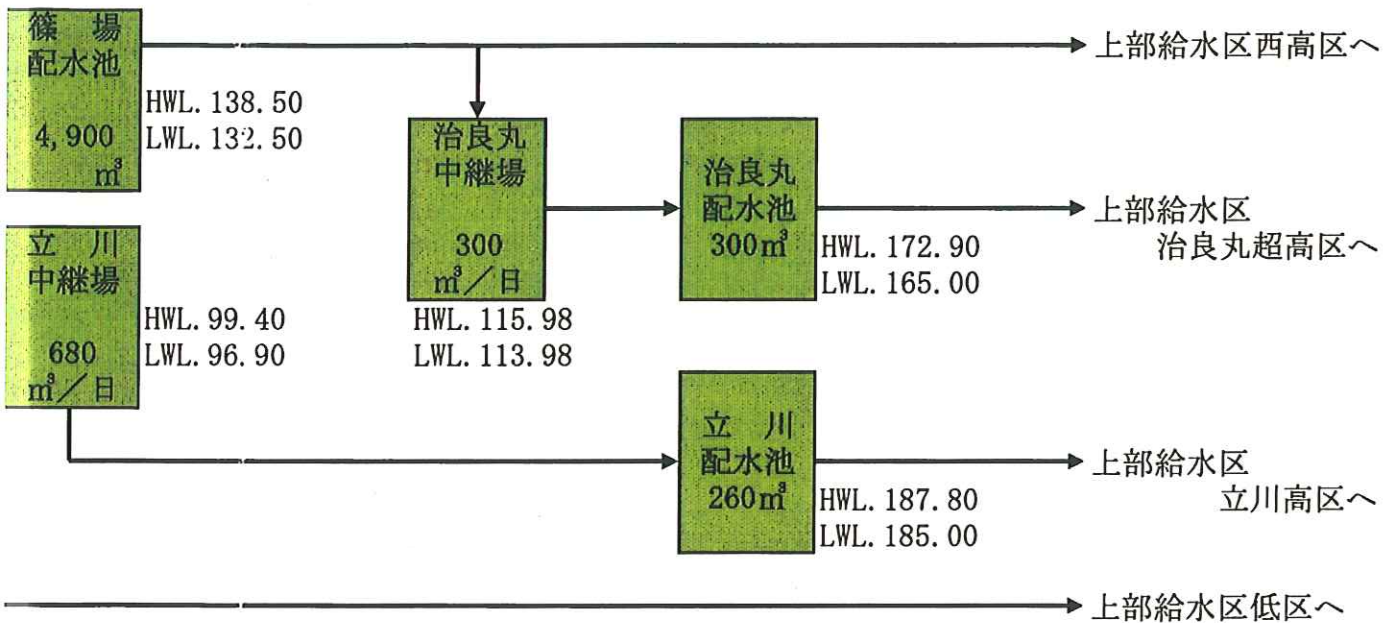 篠　場
配水池
4,900
㎥
HWL. 138. 50
LWL. 132. 50
上部給水区西高区へ
治良丸
中継場
300
㎥／日
HWL. 115. 98
LWL. 113. 98
治良丸
配水池
300㎥
HWL. 172. 90
LWL. 165. 00
上部給水区
治良丸超高区へ
立　川
中継場
680
㎥／日
HWL. 99. 40
LWL. 96. 90
立　川
配水池
260㎥
HWL. 187. 80
LWL. 185. 00
上部給水区
立川高区へ
上部給水区低区へ